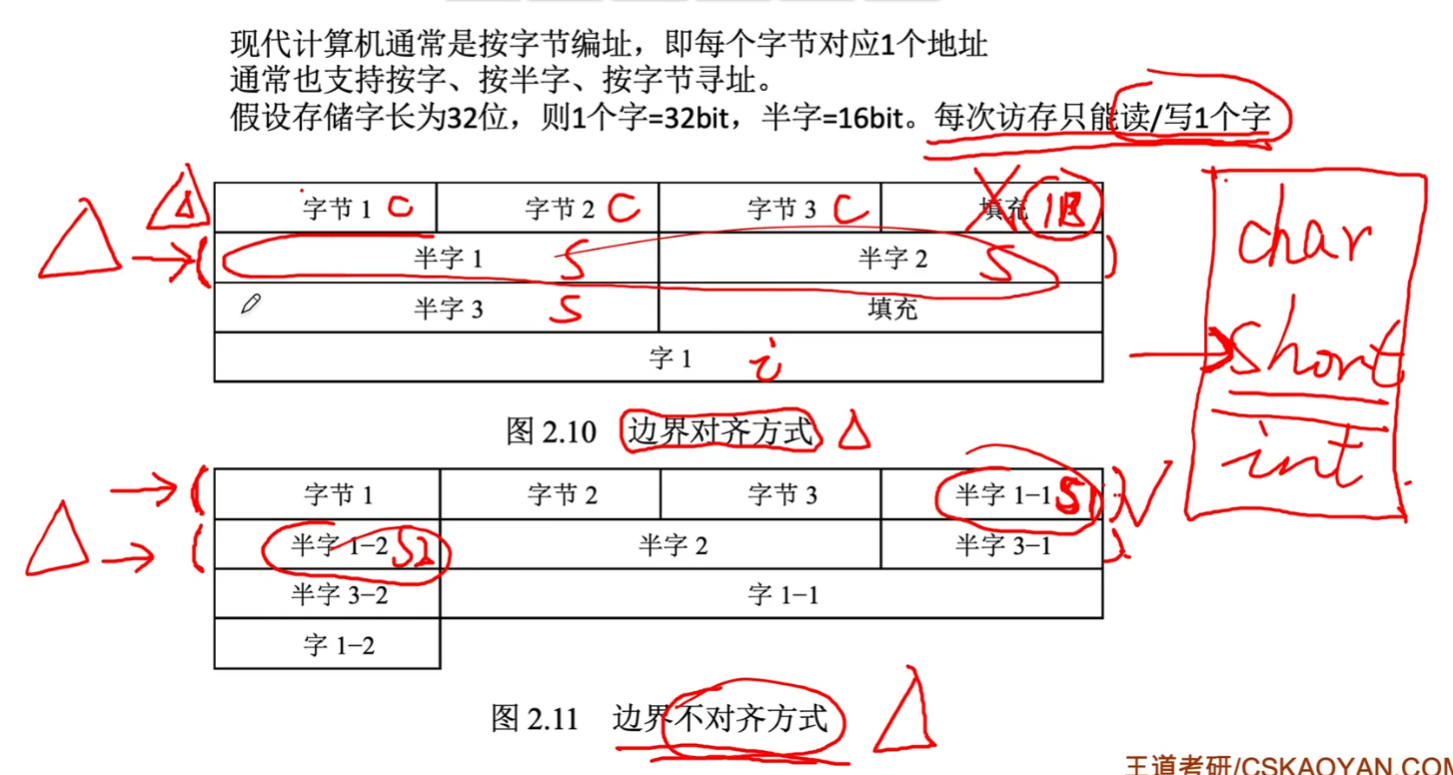 现代计算机通常是按字节编址，即每个字节对应1个地址
通常也支持按字、按半字、按字节寻址。
假设存储字长为32位，则1个字=32bit，半字=16bit。每次访存只能读/写1个字
字节 1 C 字节 2 C 字节 3 C 填充 1B
半字 1 S 半字 2 S
半字 3 S 填充
字 1 i
char
short
int
图 2.10 边界对齐方式
字节 1 字节 2 字节 3 半字 1−1 S1
半字 1−2 S2 半字 2 半字 3−1
半字 3−2 字 1−1
字 1−2
图 2.11 边界不对齐方式
王道考研/CSKAOYAN.COM